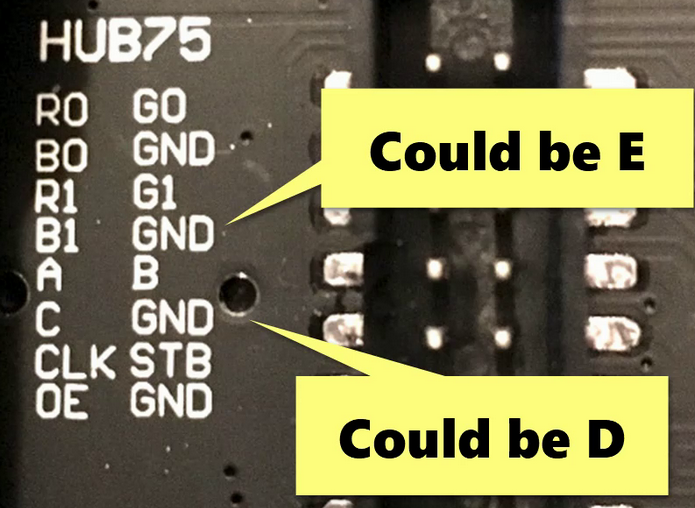 HUB75
R0 G0
B0 GND
R1 G1
B1 GND
A B
C GND
CLK STB
OE GND
Could be E
Could be D